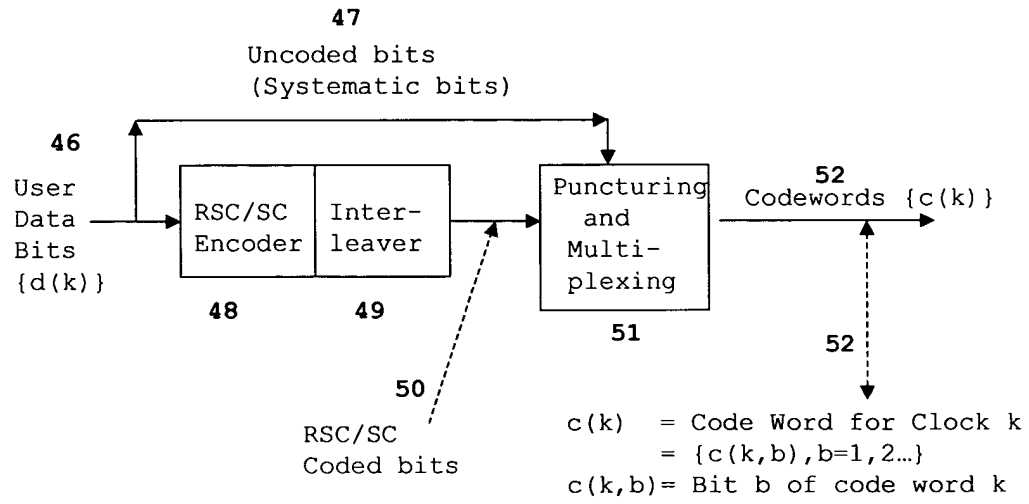 47
Uncoded bits
(Systematic bits)
46
User
Data
Bits
{d(k)}
RSC/SC
Encoder
48
Inter-
leaver
49
Puncturing
and
Multi-
plexing
51
52
Codewords {c(k)}
50
RSC/SC
Coded bits
52
c(k) = Code Word for Clock k
= {c(k,b),b=1,2…}
c(k,b)= Bit b of code word k